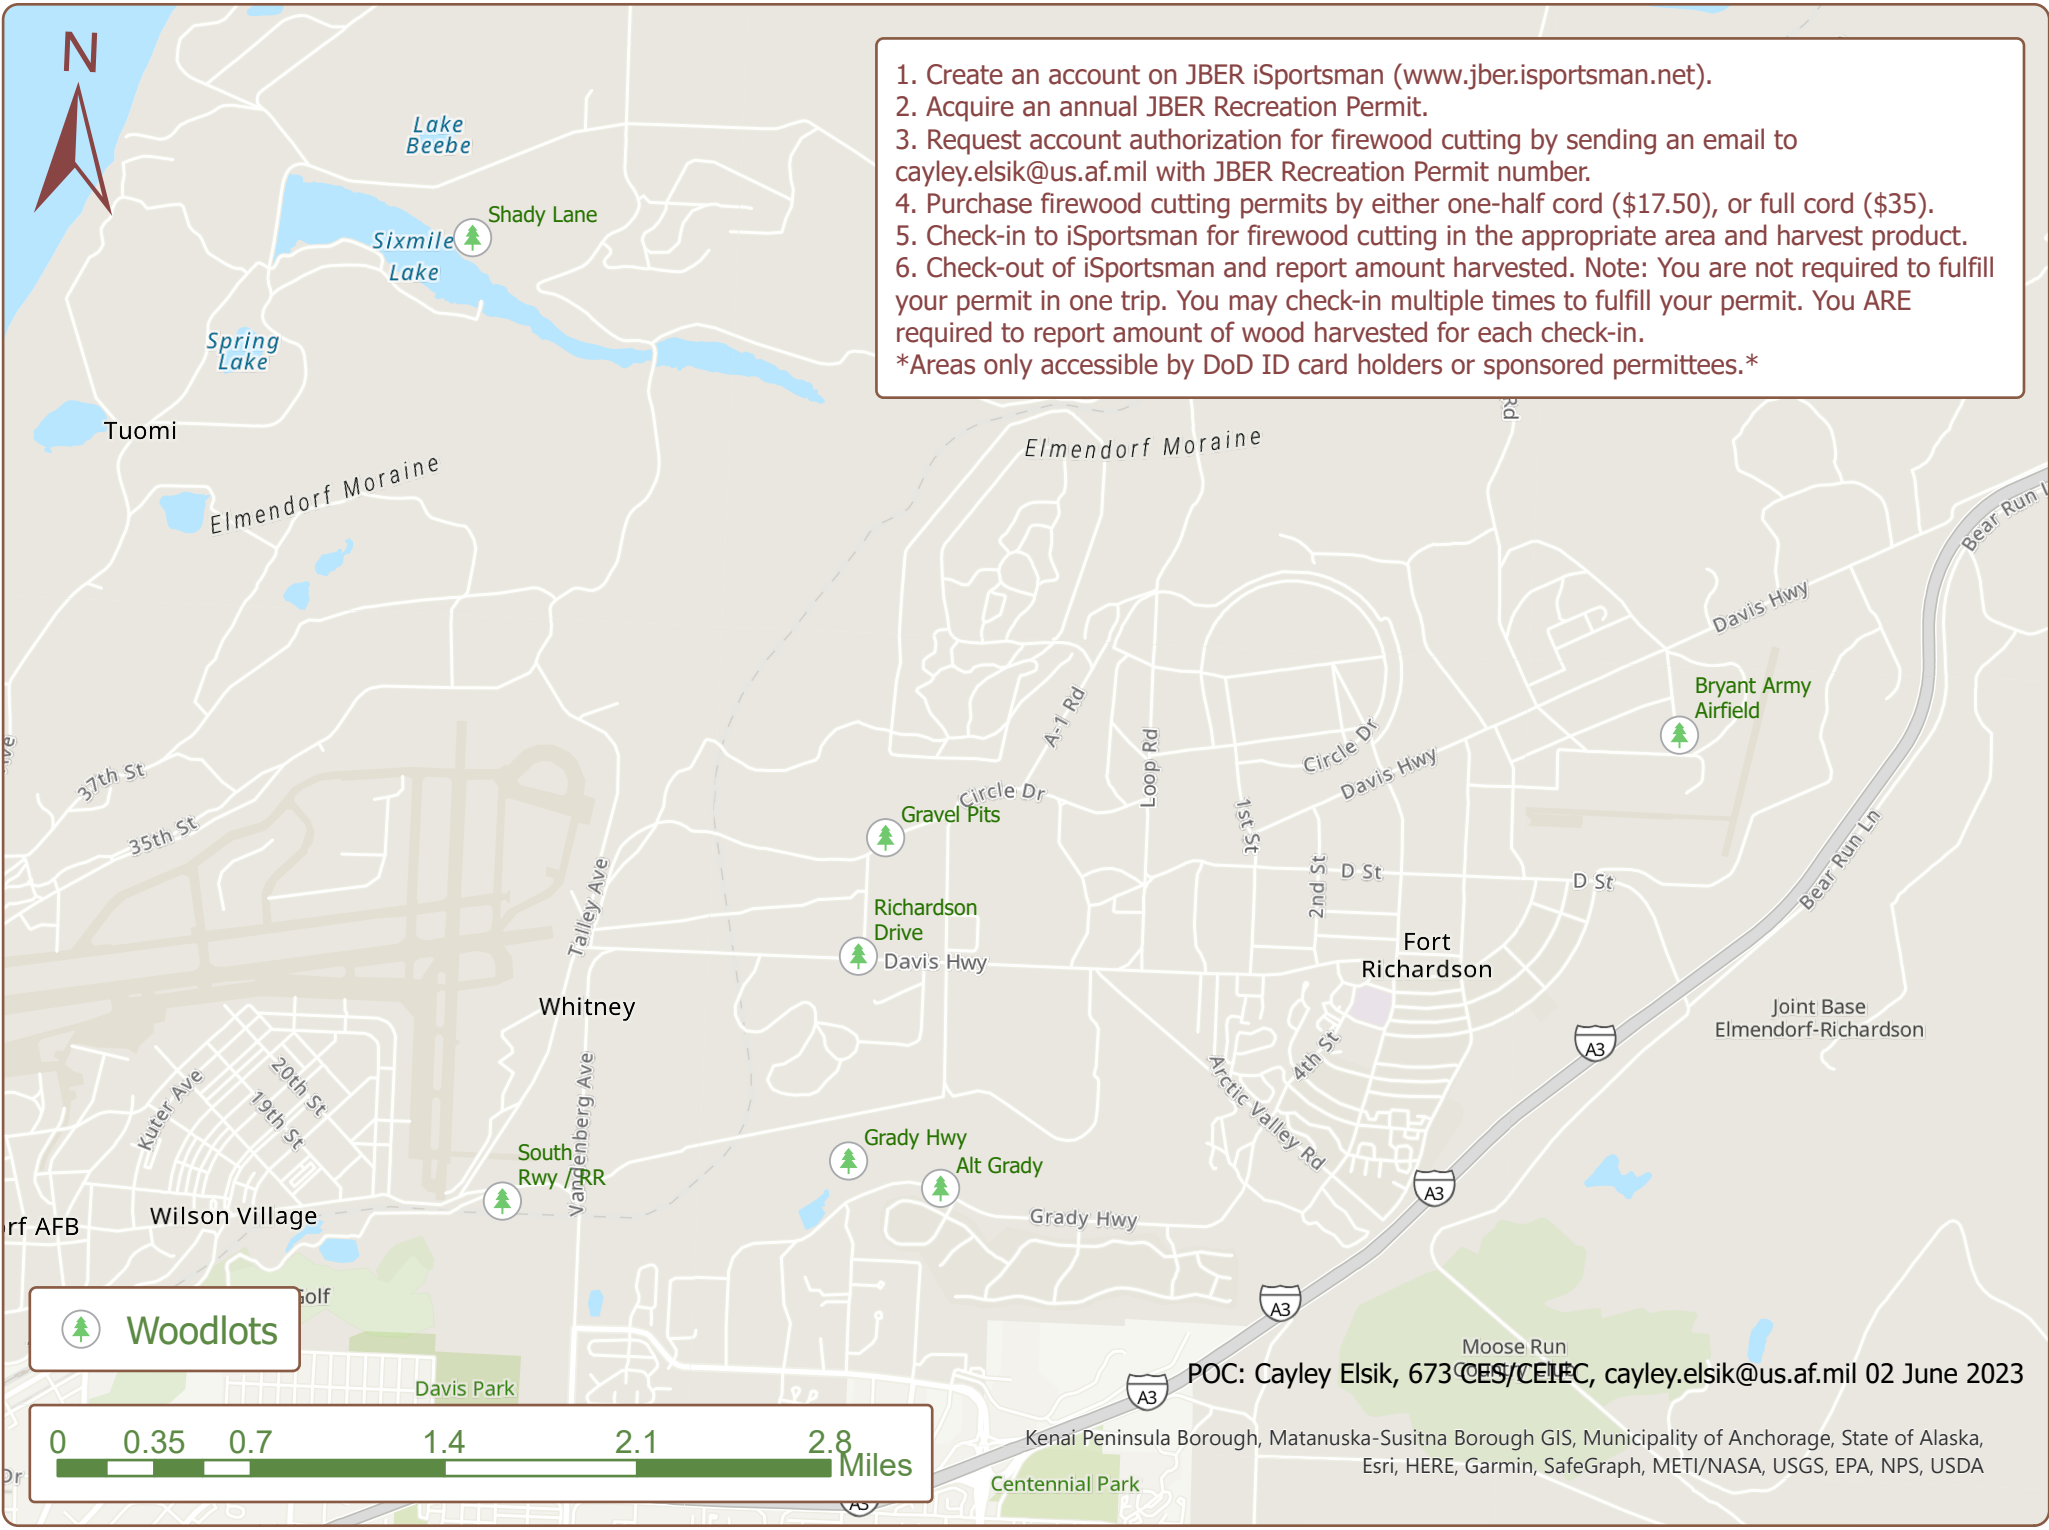 N
1. Create an account on JBER iSportsman (www.jber.isportsman.net).
2. Acquire an annual JBER Recreation Permit.
3. Request account authorization for firewood cutting by sending an email to
cayley.elsik@us.af.mil with JBER Recreation Permit number.
4. Purchase firewood cutting permits by either one-half cord ($17.50), or full cord ($35).
5. Check-in to iSportsman for firewood cutting in the appropriate area and harvest product.
6. Check-out of iSportsman and report amount harvested. Note: You are not required to fulfill
your permit in one trip. You may check-in multiple times to fulfill your permit. You ARE
required to report amount of wood harvested for each check-in.
*Areas only accessible by DoD ID card holders or sponsored permittees.*
Lake
Beebe
Shady Lane
Sixmile
Lake
Spring
Lake
Tuomi
Elmendorf Moraine
Elmendorf Moraine
Rd
Bear Run L
Davis Hwy
Bryant Army
Airfield
A-1 Rd
Loop Rd
Circle Dr
Davis Hwy
37th St
35th St
Circle Dr
Gravel Pits
1st St
2nd St
D St
D St
Bear Run Ln
Talley Ave
Richardson
Drive
Davis Hwy
Fort
Richardson
Whitney
Joint Base
Elmendorf-Richardson
A3
4th St
Arctic Valley Rd
20th St
19th St
Kuter Ave
Vandenberg Ave
Grady Hwy
Alt Grady
South
Rwy / RR
A3
Grady Hwy
Wilson Village
orf AFB
Golf
A3
Woodlots
Moose Run
Country Club
POC: Cayley Elsik, 673 CES/CEIEC, cayley.elsik@us.af.mil 02 June 2023
A3
Davis Park
0 0.35 0.7 1.4 2.1 2.8
Miles
Kenai Peninsula Borough, Matanuska-Susitna Borough GIS, Municipality of Anchorage, State of Alaska,
Esri, HERE, Garmin, SafeGraph, METI/NASA, USGS, EPA, NPS, USDA
Centennial Park
Dr
A3